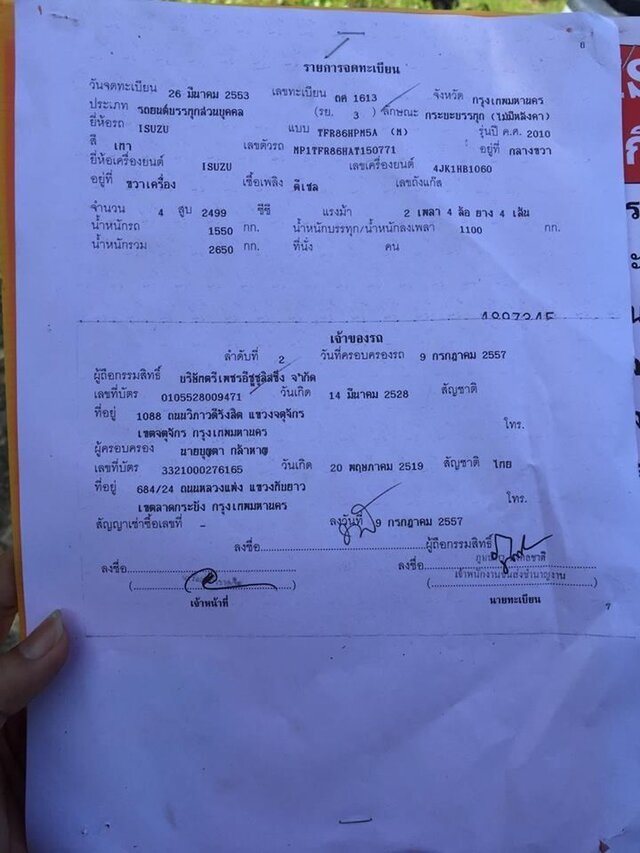 8
รายการจดทะเบียน
วันจดทะเบียน 26 มีนาคม 2553 เลขทะเบียน ถศ 1613 จังหวัด กรุงเทพมหานคร
ประเภท รถยนต์บรรทุกส่วนบุคคล (รย. 3 ) ลักษณะ กระบะบรรทุก (ไม่มีหลังคา)
ยี่ห้อรถ ISUZU แบบ TFR86HPM5A (M) รุ่นปี ค.ศ. 2010
สี เทา เลขตัวรถ MP1TFR86HAT150771 อยู่ที่ กลางขวา
ยี่ห้อเครื่องยนต์ ISUZU เลขเครื่องยนต์ 4JK1HB1060
อยู่ที่ ขวาเครื่อง เชื้อเพลิง ดีเซล เลขถังแก๊ส
จำนวน 4 สูบ 2499 ซีซี แรงม้า 2 เพลา 4 ล้อ ยาง 4 เส้น
น้ำหนักรถ 1550 กก. น้ำหนักบรรทุก/น้ำหนักลงเพลา 1100 กก.
น้ำหนักรวม 2650 กก. ที่นั่ง คน
เจ้าของรถ
ลำดับที่ 2 วันที่ครอบครองรถ 9 กรกฎาคม 2557
ผู้ถือกรรมสิทธิ์ บริษัทตรีเพชรอีซูซุลิสซิ่ง จำกัด
เลขที่บัตร 0105528009471 วันเกิด 14 มีนาคม 2528 สัญชาติ
ที่อยู่ 1088 ถนนวิภาวดีรังสิต แขวงจตุจักร
เขตจตุจักร กรุงเทพมหานคร โทร.
ผู้ครอบครอง นายบุญตา กล้าหาญ
เลขที่บัตร 3321000276165 วันเกิด 20 พฤษภาคม 2519 สัญชาติ ไทย
ที่อยู่ 684/24 ถนนหลวงแพ่ง แขวงทับยาว
เขตลาดกระบัง กรุงเทพมหานคร โทร.
สัญญาเช่าซื้อเลขที่ - ลงวันที่ 9 กรกฎาคม 2557
ลงชื่อ ผู้ถือกรรมสิทธิ์
ลงชื่อ ลงชื่อ
เจ้าพนักงานขนส่งชำนาญงาน
เจ้าหน้าที่ นายทะเบียน
7